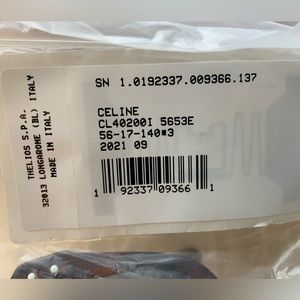 SN 1.0192337.009366.137
THELIOS S.P.A.
32013 LONGARONE (BL) ITALY
MADE IN ITALY
CELINE
CL40200I 5653E
56-17-140*3
2021 09
1 92337 09366 1